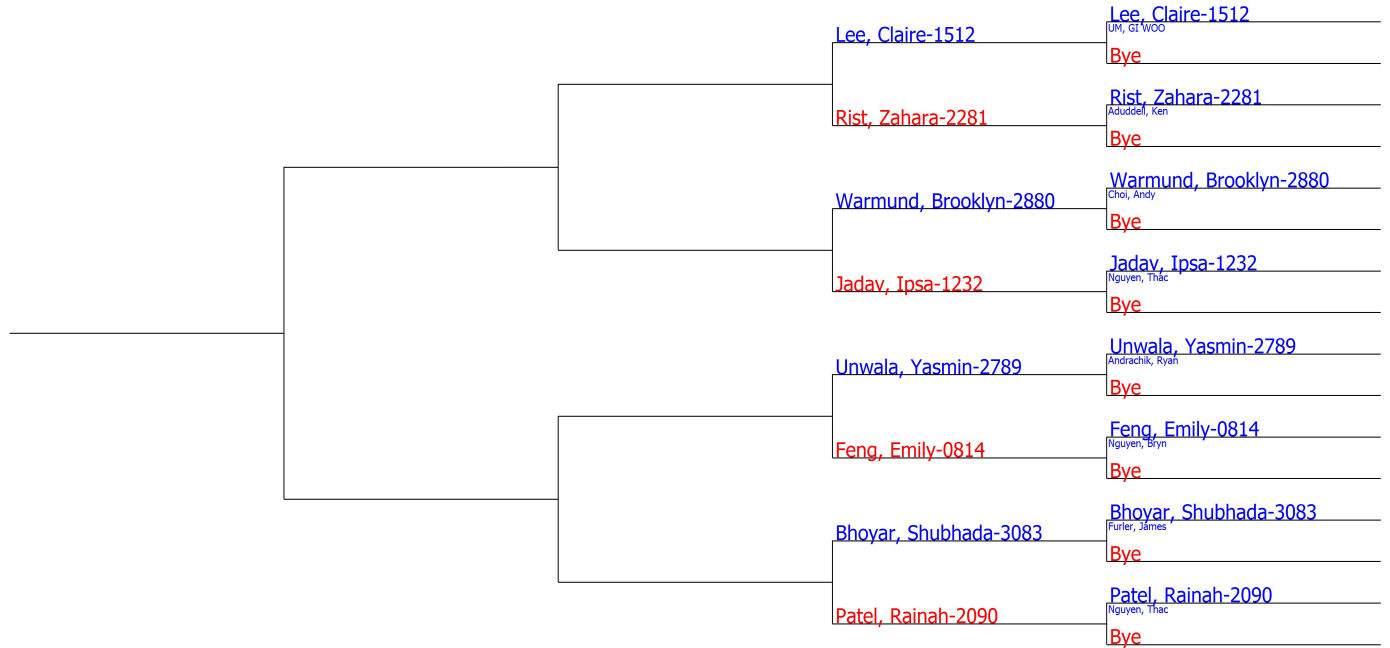 Lee, Claire-1512
UM, GI WOO
Bye
Lee, Claire-1512
Rist, Zahara-2281
Aduddell, Ken
Bye
Rist, Zahara-2281
Warmund, Brooklyn-2880
Choi, Andy
Bye
Warmund, Brooklyn-2880
Jadav, Ipsa-1232
Nguyen, Thac
Bye
Jadav, Ipsa-1232
Unwala, Yasmin-2789
Andrachik, Ryan
Bye
Unwala, Yasmin-2789
Feng, Emily-0814
Nguyen, Bryn
Bye
Feng, Emily-0814
Bhoyar, Shubhada-3083
Furler, James
Bye
Bhoyar, Shubhada-3083
Patel, Rainah-2090
Nguyen, Thac
Bye
Patel, Rainah-2090